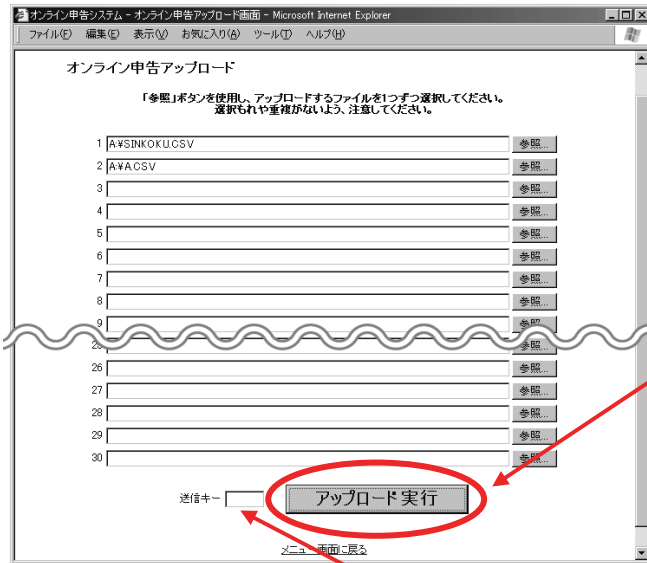 オンライン申告システム - オンライン申告アップロード画面 - Microsoft Internet Explorer
ファイル(F) 編集(E) 表示(V) お気に入り(A) ツール(T) ヘルプ(H)
オンライン申告アップロード
「参照」ボタンを使用し、アップロードするファイルを1つずつ選択してください。
選択もれや重複がないよう、注意してください。
1 A:¥SINKOKU.CSV 参照...
2 A:¥A.CSV 参照...
3 参照...
4 参照...
5 参照...
6 参照...
7 参照...
8 参照...
9 参照...
25 参照...
26 参照...
27 参照...
28 参照...
29 参照...
30 参照...
送信キー アップロード実行
メニュー画面に戻る